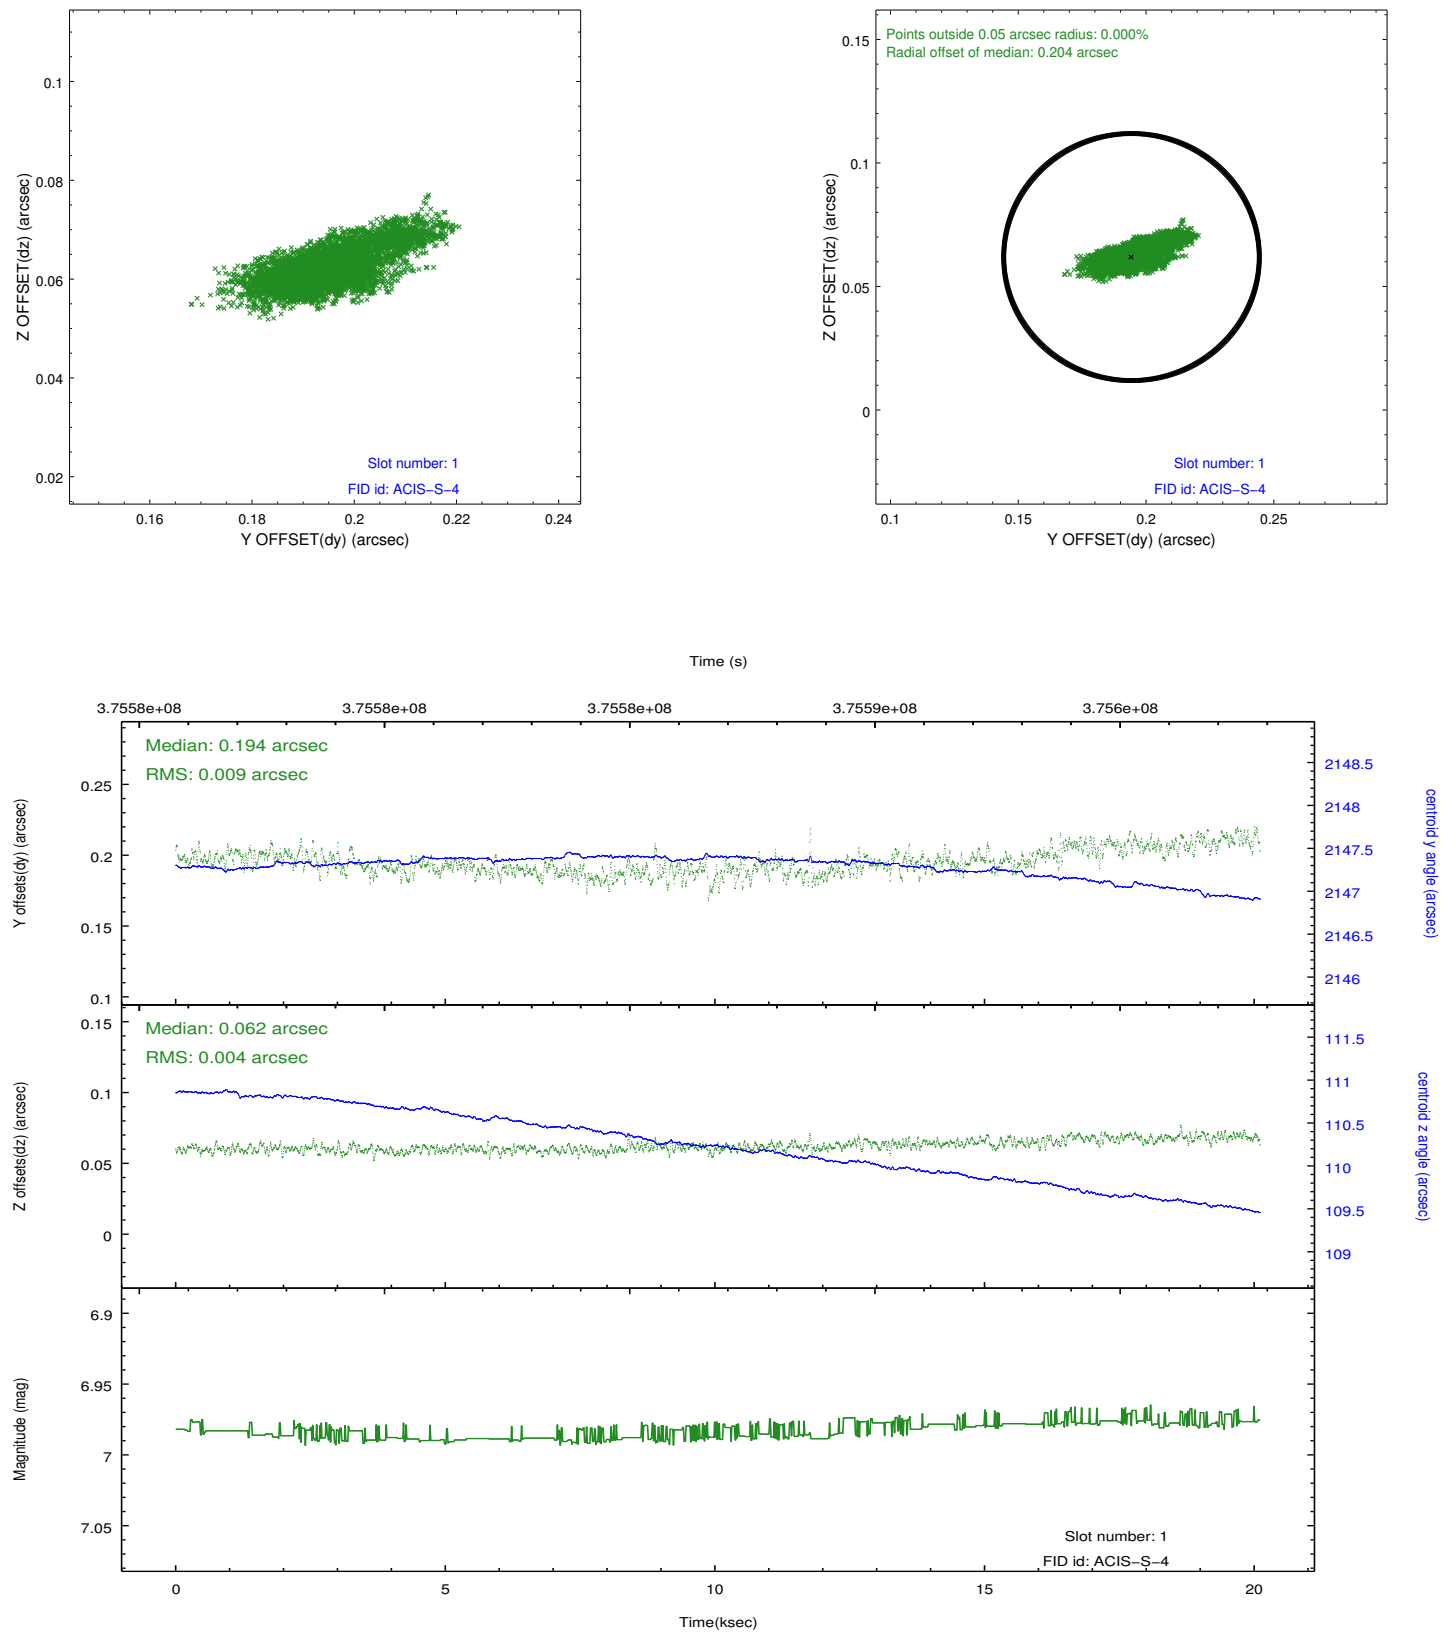 0.1
0.08
0.06
0.04
0.02
Z OFFSET(dz) (arcsec)
Slot number: 1
FID id: ACIS−S−4
0.16 0.18 0.2 0.22 0.24
Y OFFSET(dy) (arcsec)
Points outside 0.05 arcsec radius: 0.000%
Radial offset of median: 0.204 arcsec
0.15
0.1
0.05
0
Z OFFSET(dz) (arcsec)
Slot number: 1
FID id: ACIS−S−4
0.1 0.15 0.2 0.25
Y OFFSET(dy) (arcsec)
Time (s)
3.7558e+08 3.7558e+08 3.7558e+08 3.7559e+08 3.756e+08
Median: 0.194 arcsec
RMS: 0.009 arcsec
0.25
0.2
0.15
0.1
Y offsets(dy) (arcsec)
2148.5
2148
2147.5
2147
2146.5
2146
centroid y angle (arcsec)
Median: 0.062 arcsec
RMS: 0.004 arcsec
0.15
0.1
0.05
0
Z offsets(dz) (arcsec)
111.5
111
110.5
110
109.5
109
centroid z angle (arcsec)
6.9
6.95
7
7.05
Magnitude (mag)
Slot number: 1
FID id: ACIS−S−4
0 5 10 15 20
Time(ksec)